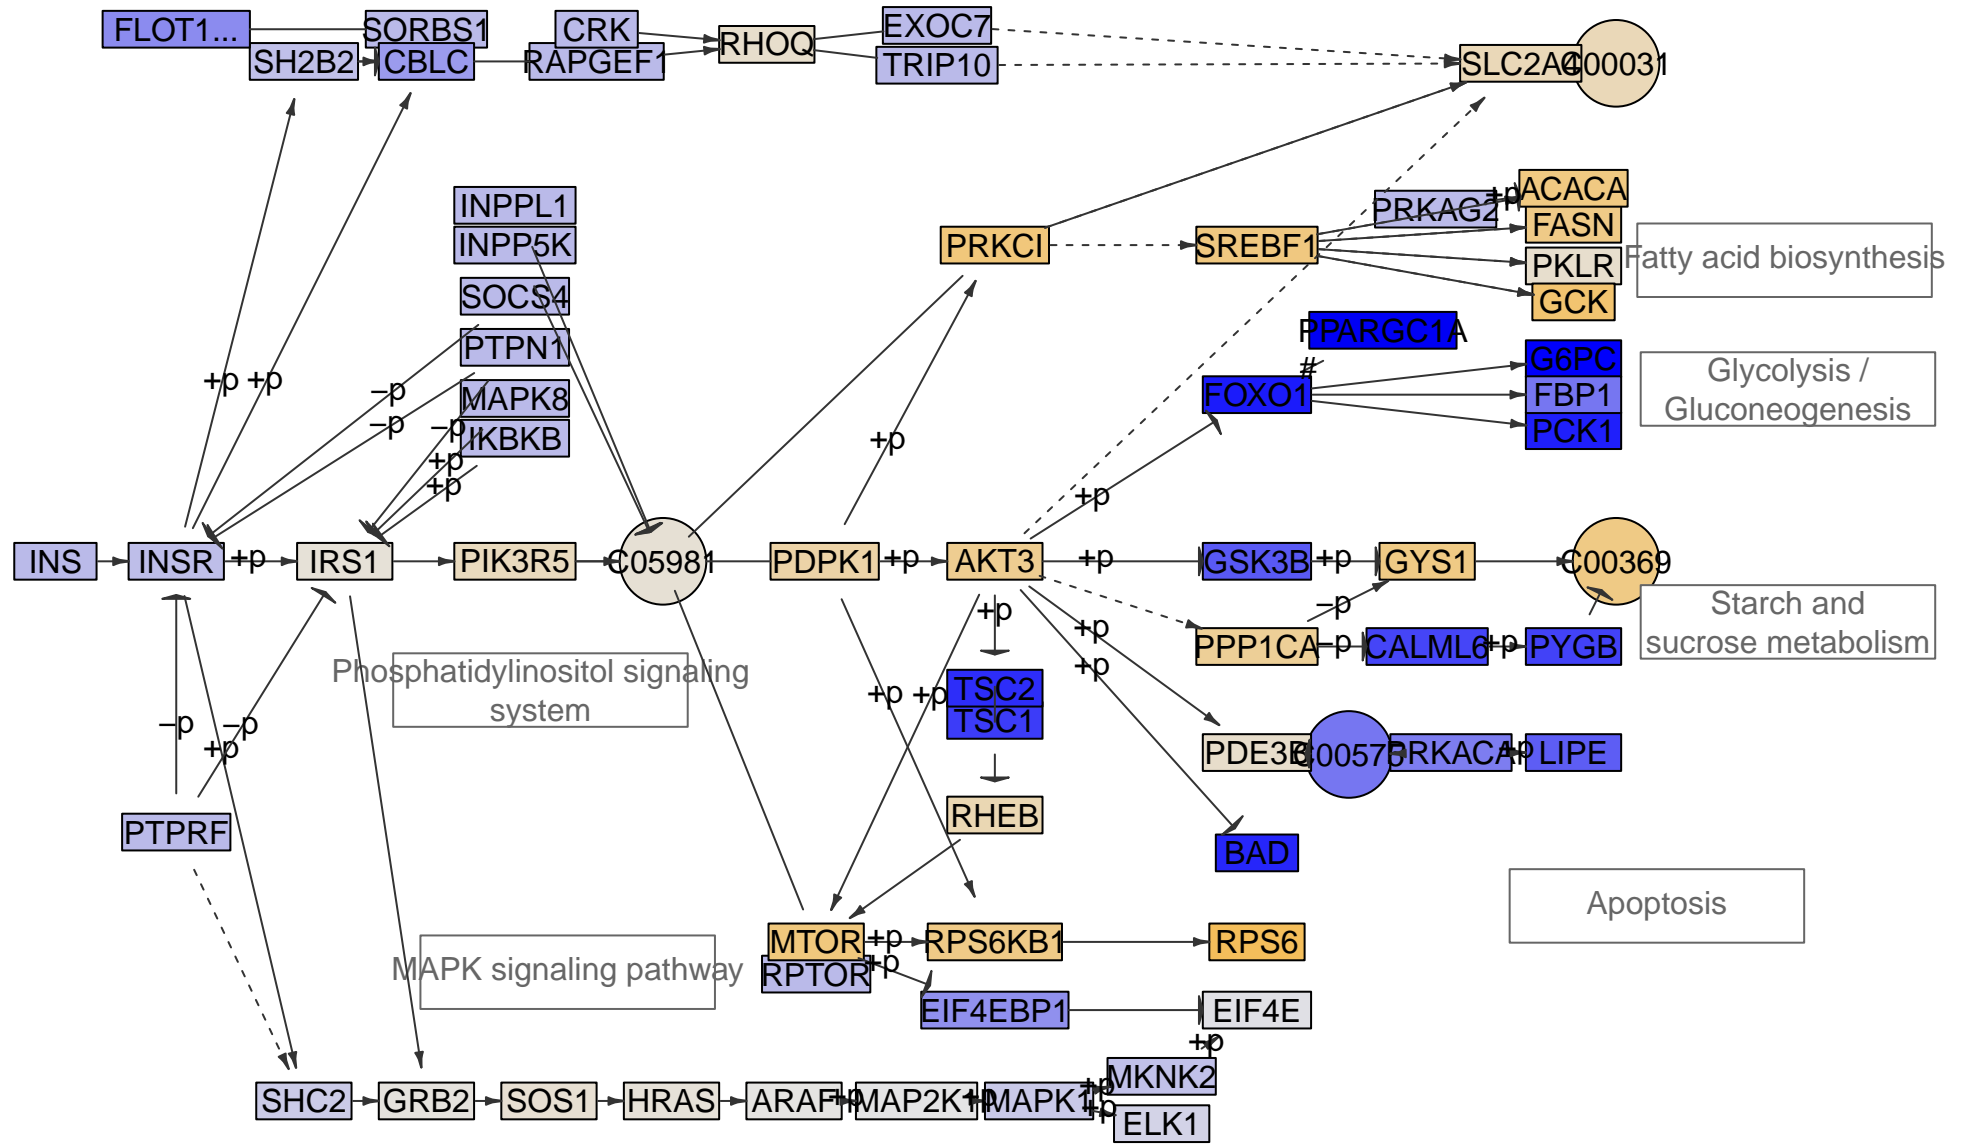 FLOT1...
SORBS1
CRK
EXOC7
SH2B2
CBLC
RAPGEF1
RHOQ
TRIP10
SLC2A4
C00031
INPPL1
INPP5K
SOCS4
PTPN1
MAPK8
IKBKB
PRKCI
SREBF1
PRKAG2
+p
ACACA
FASN
PKLR
GCK
Fatty acid biosynthesis
PPARGC1A
#
FOXO1
G6PC
FBP1
PCK1
Glycolysis /
Gluconeogenesis
+p
+p
−p
−p
−p
+p
+p
+p
+p
INS
INSR
+p
IRS1
PIK3R5
C05981
PDPK1
+p
AKT3
+p
GSK3B
+p
GYS1
C00369
+p
+p
+p
−p
PPP1CA
−p
CALML6
+p
PYGB
Starch and
sucrose metabolism
Phosphatidylinositol signaling
system
−p
+p
−p
+p
+p
TSC2
TSC1
PDE3B
C00575
PRKACA
+p
LIPE
PTPRF
RHEB
BAD
Apoptosis
MAPK signaling pathway
MTOR
+p
RPS6KB1
RPS6
RPTOR
+p
EIF4EBP1
EIF4E
+p
SHC2
GRB2
SOS1
HRAS
ARAF
+p
MAP2K1
+p
MAPK1
+p
+p
MKNK2
ELK1